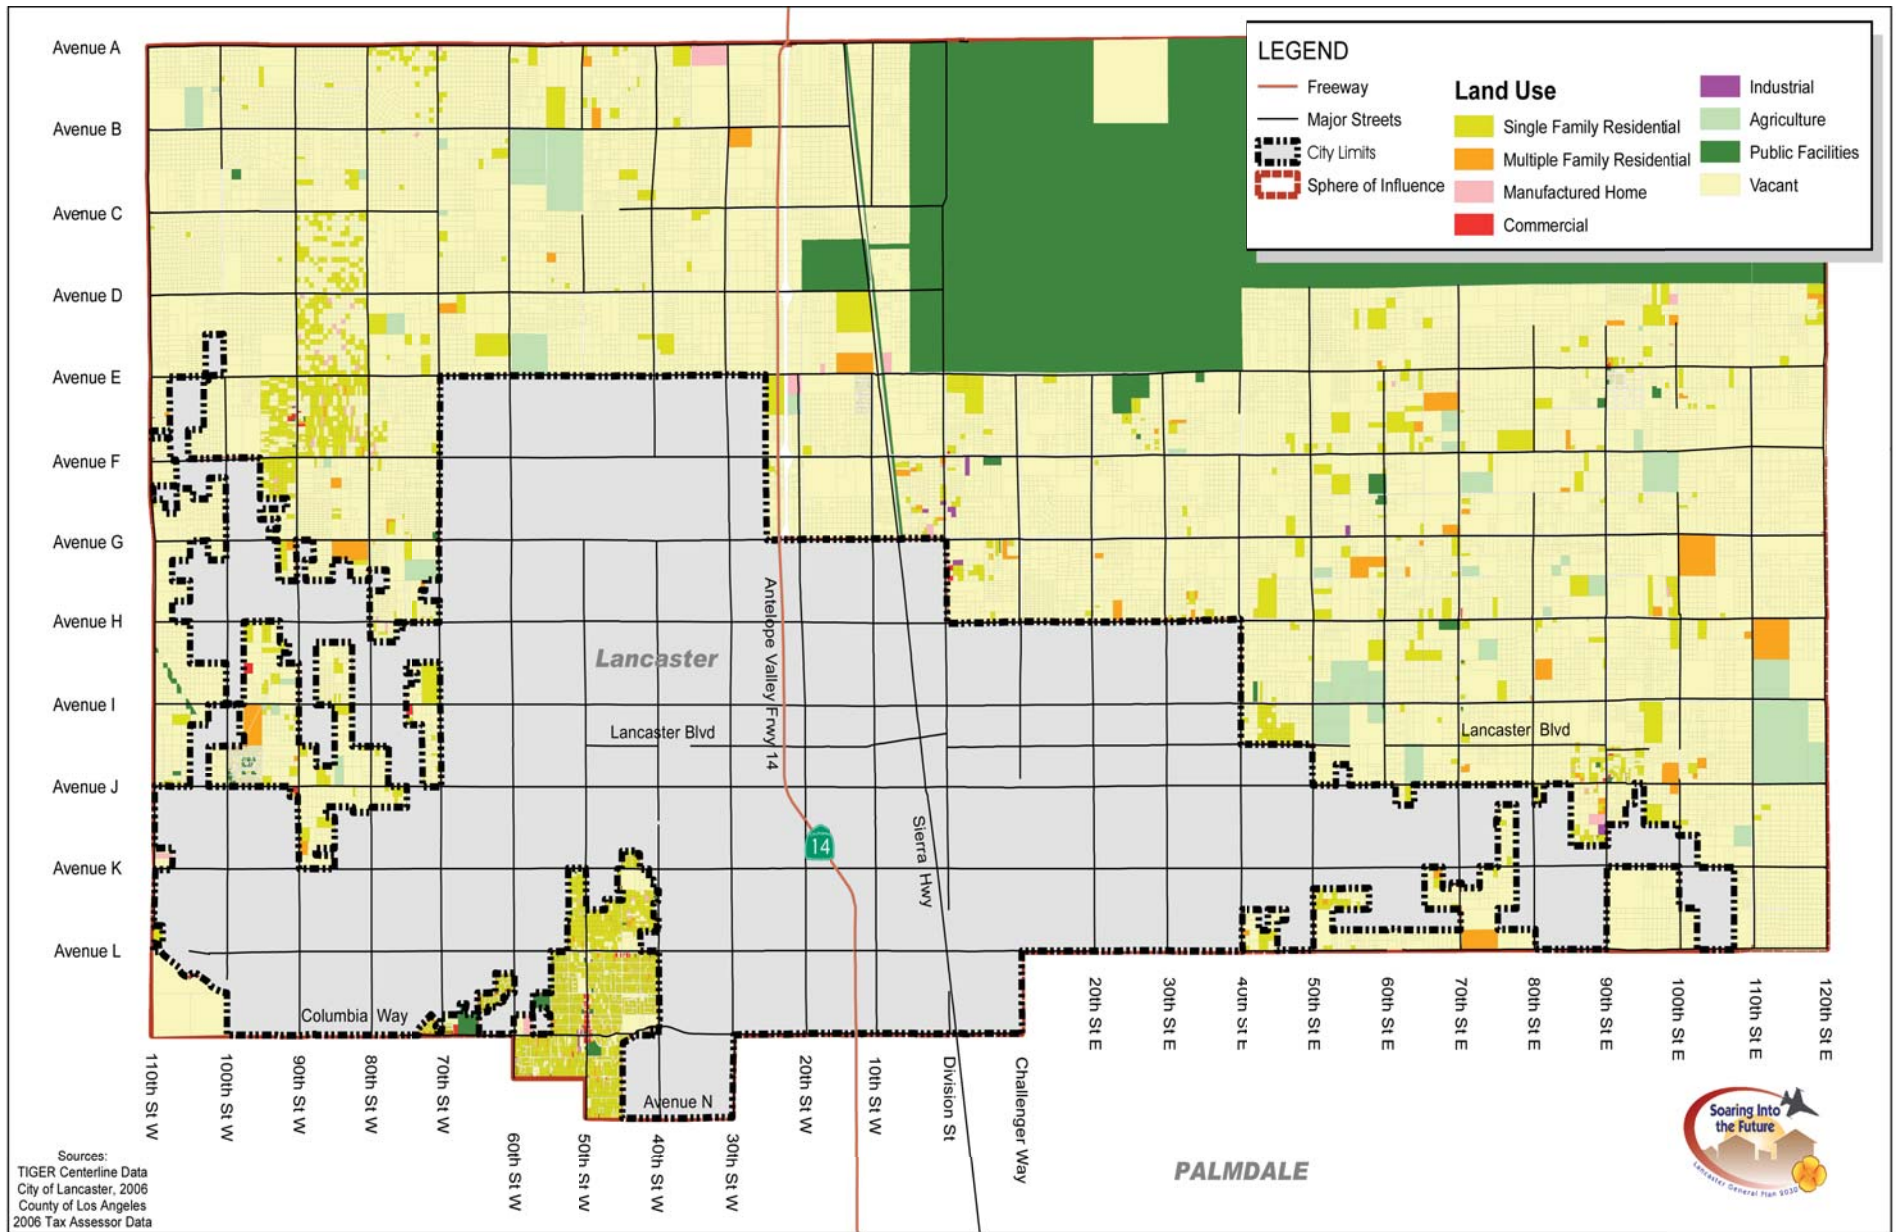 Avenue A
Avenue B
Avenue C
Avenue D
Avenue E
Avenue F
Avenue G
Avenue H
Avenue I
Avenue J
Avenue K
Avenue L
LEGEND
Freeway
Major Streets
City Limits
Sphere of Influence
Land Use
Single Family Residential
Multiple Family Residential
Manufactured Home
Commercial
Industrial
Agriculture
Public Facilities
Vacant
Lancaster
Antelope Valley Frwy 14
Lancaster Blvd
Lancaster Blvd
14
Sierra Hwy
Columbia Way
Avenue N
110th St W
100th St W
90th St W
80th St W
70th St W
60th St W
50th St W
40th St W
30th St W
20th St W
10th St W
Division St
Challenger Way
20th St E
30th St E
40th St E
50th St E
60th St E
70th St E
80th St E
90th St E
100th St E
110th St E
120th St E
PALMDALE
Soaring Into
the Future
Lancaster General Plan 2030
Sources:
TIGER Centerline Data
City of Lancaster, 2006
County of Los Angeles
2006 Tax Assessor Data